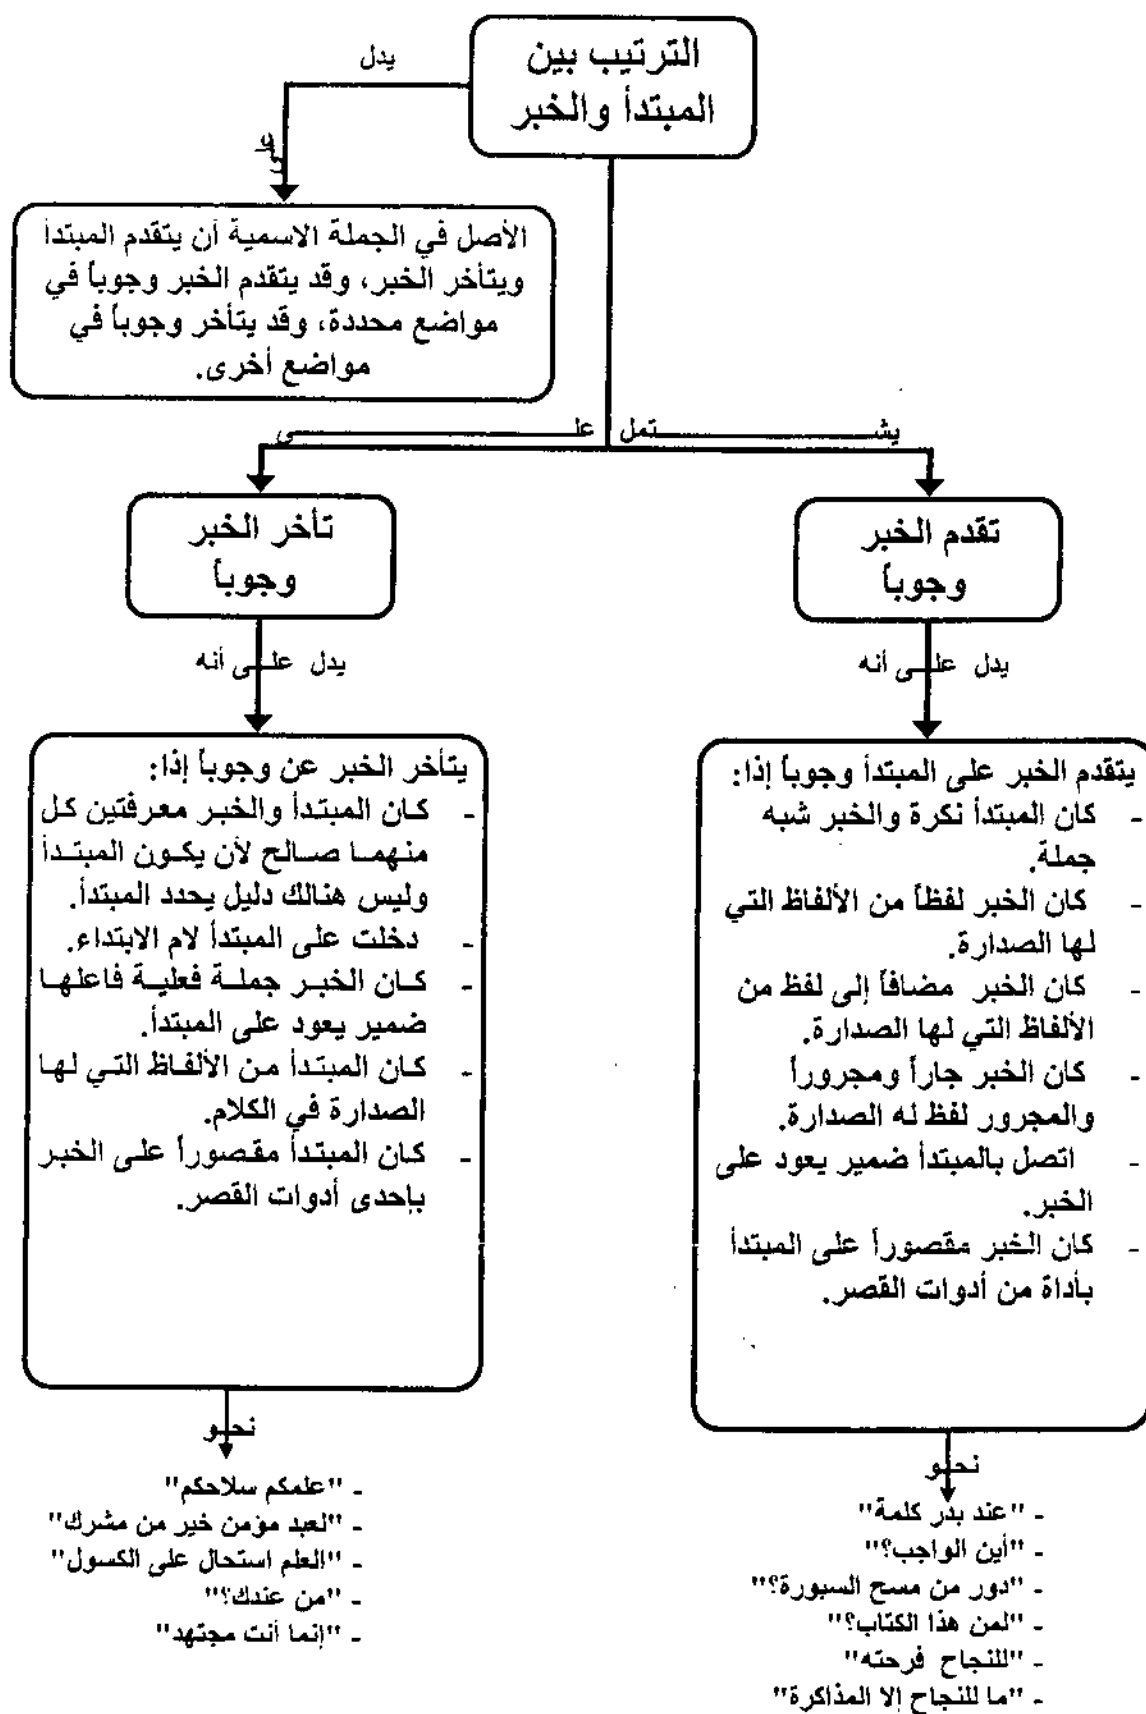 الترتيب بين
المبتدأ والخبر
يدل
على
الأصل في الجملة الاسمية أن يتقدم المبتدأ
ويتأخر الخبر، وقد يتقدم الخبر وجوباً في
مواضع محددة، وقد يتأخر وجوباً في
مواضع أخرى.
يشتمل على
تقدم الخبر
وجوباً
يدل على أنه
يتقدم الخبر على المبتدأ وجوباً إذا:
- كان المبتدأ نكرة والخبر شبه
جملة.
- كان الخبر لفظاً من الألفاظ التي
لها الصدارة.
- كان الخبر مضافاً إلى لفظ من
الألفاظ التي لها الصدارة.
- كان الخبر جاراً ومجروراً
والمجرور لفظ له الصدارة.
- اتصل بالمبتدأ ضمير يعود على
الخبر.
- كان الخبر مقصوراً على المبتدأ
بأداة من أدوات القصر.
نحو
- "عند بدر كلمة"
- "أين الواجب؟"
- "دور من مسح السبورة؟"
- "لمن هذا الكتاب؟"
- "للنجاح فرحته"
- "ما للنجاح إلا المذاكرة"
تأخر الخبر
وجوباً
يدل على أنه
يتأخر الخبر عن وجوباً إذا:
- كان المبتدأ والخبر معرفتين كل
منهما صالح لأن يكون المبتدأ
وليس هنالك دليل يحدد المبتدأ.
- دخلت على المبتدأ لام الابتداء.
- كان الخبر جملة فعلية فاعلها
ضمير يعود على المبتدأ.
- كان المبتدأ من الألفاظ التي لها
الصدارة في الكلام.
- كان المبتدأ مقصوراً على الخبر
بإحدى أدوات القصر.
نحو
- "علمكم سلاحكم"
- "لعبد مؤمن خير من مشرك"
- "العلم استحال على الكسول"
- "من عندك؟"
- "إنما أنت مجتهد"